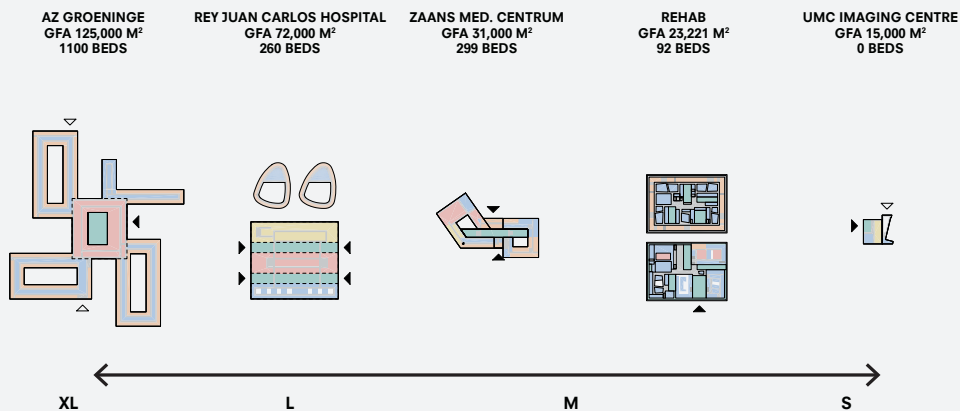 AZ GROENINGE
GFA 125,000 M²
1100 BEDS
REY JUAN CARLOS HOSPITAL
GFA 72,000 M²
260 BEDS
ZAANS MED. CENTRUM
GFA 31,000 M²
299 BEDS
REHAB
GFA 23,221 M²
92 BEDS
UMC IMAGING CENTRE
GFA 15,000 M²
0 BEDS
XL
L
M
S